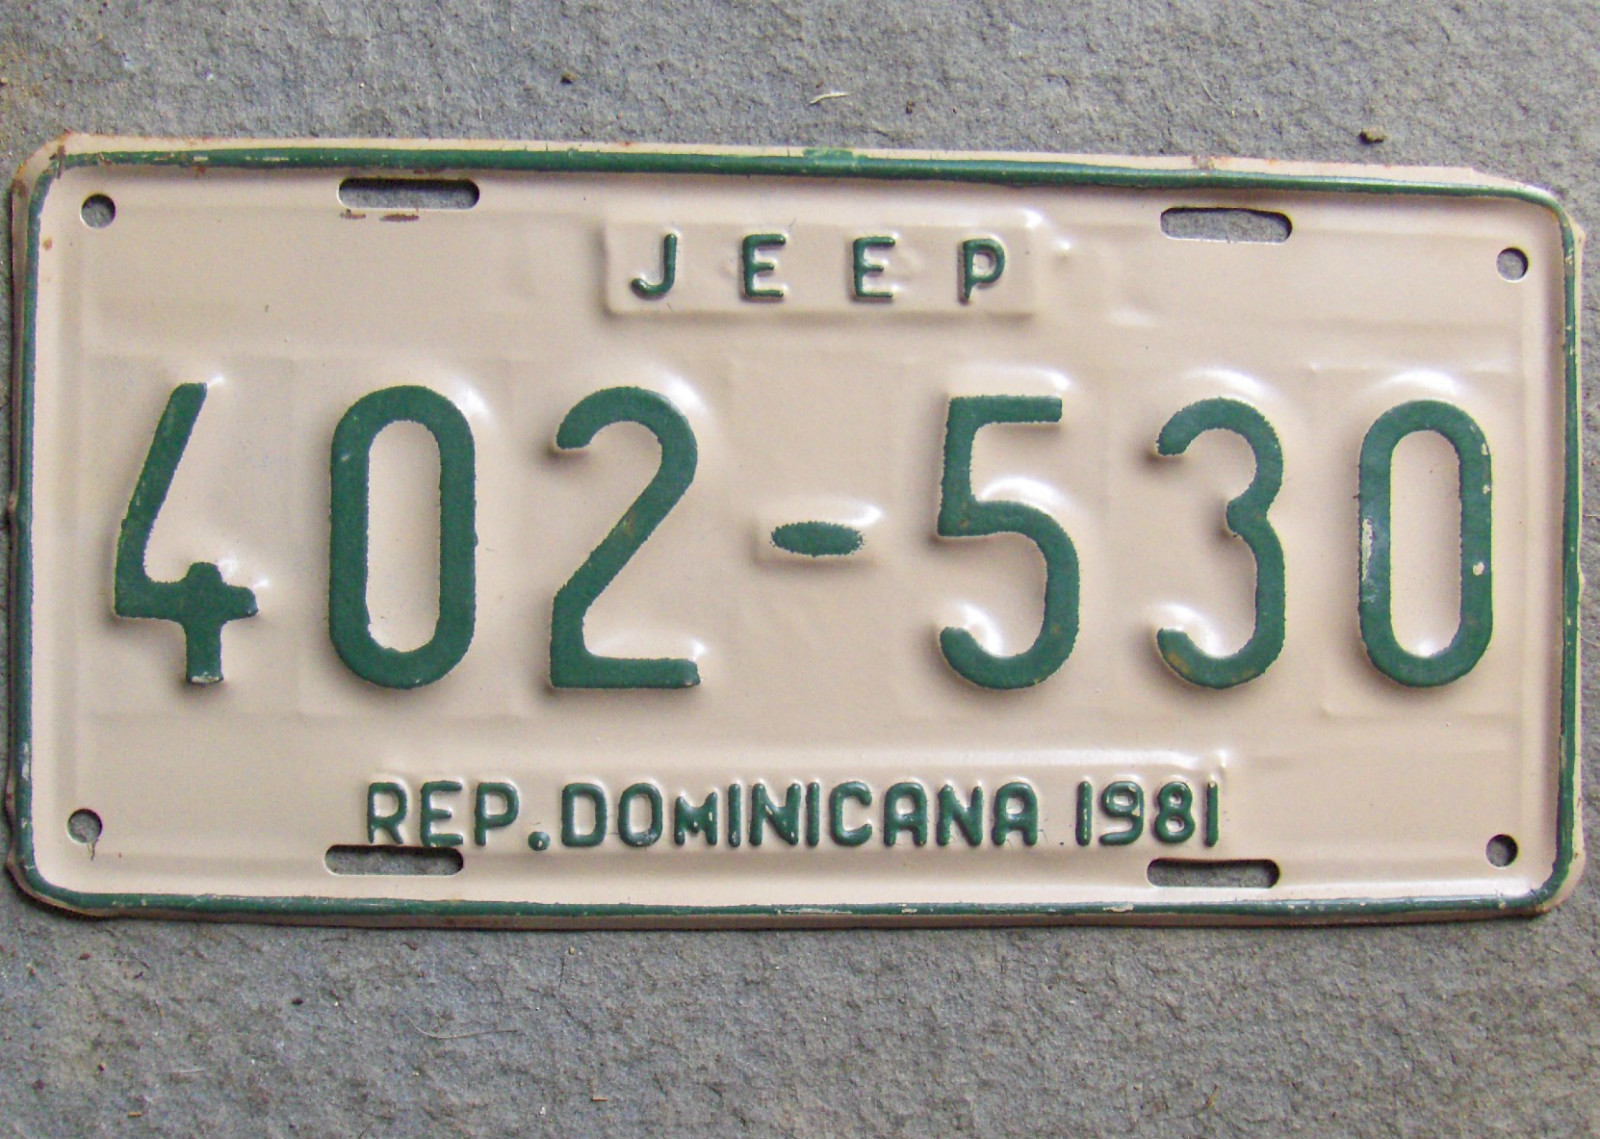 JEEP
402-530
REP. DOMINICANA 1981